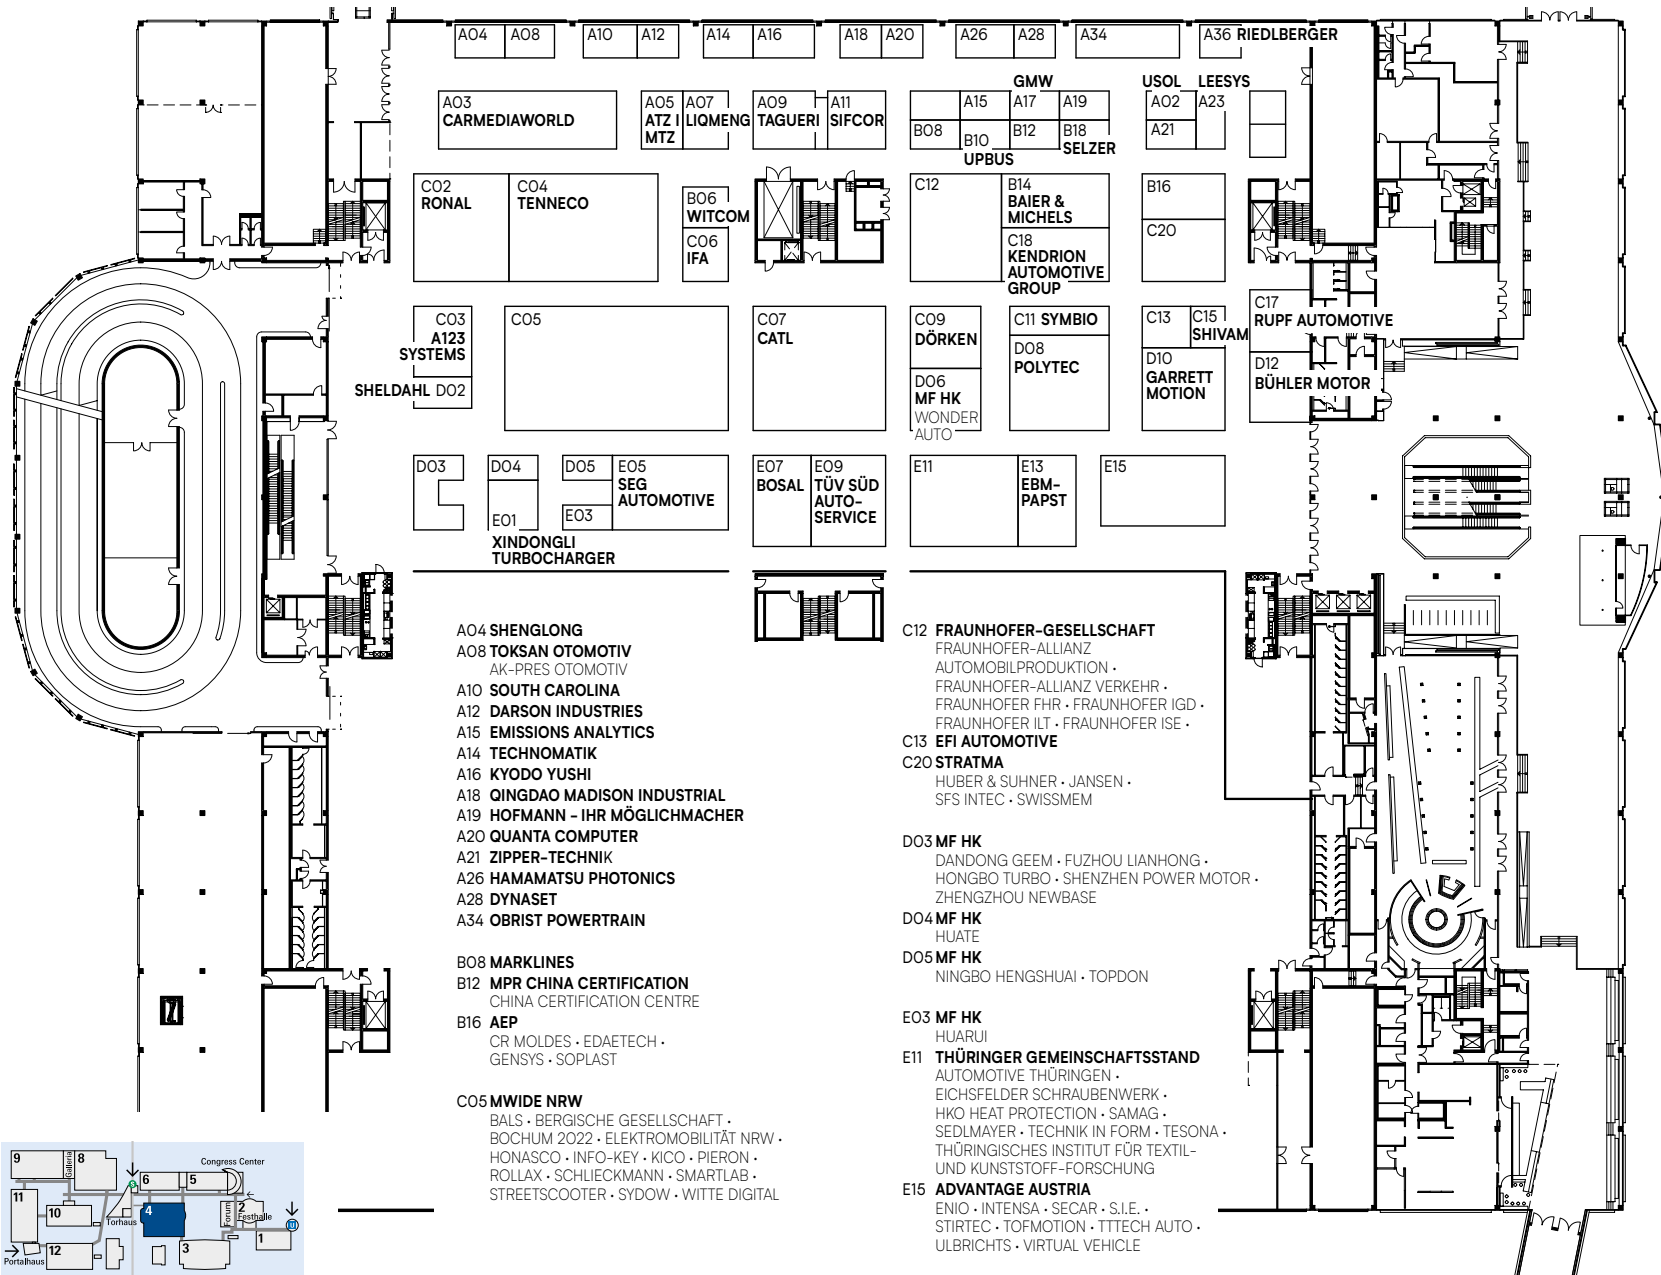 A04 A08 A10 A12 A14 A16 A18 A20 A26 A28 A34 A36 RIEDLBERGER
GMW USOL LEESYS
A03
CARMEDIAWORLD
A05
ATZ I
MTZ
A07
LIQMENG
A09
TAGUERI
A11
SIFCOR
A15 A17 A19
B08
B10
UPBUS
B12
B18
SELZER
A02 A23
A21
C02
RONAL
C04
TENNECO
B06
WITCOM
C06
IFA
C12
B14
BAIER &
MICHELS
C18
KENDRION
AUTOMOTIVE
GROUP
B16
C20
C03
A123
SYSTEMS
SHELDAHL D02
C05
C07
CATL
C09
DÖRKEN
D06
MF HK
WONDER
AUTO
C11 SYMBIO
D08
POLYTEC
C13
C15
SHIVAM
D10
GARRETT
MOTION
C17
RUPF AUTOMOTIVE
D12
BÜHLER MOTOR
D03
D04
E01
XINDONGLI
TURBOCHARGER
D05
E03
E05
SEG
AUTOMOTIVE
E07
BOSAL
E09
TÜV SÜD
AUTO-
SERVICE
E11
E13
EBM-
PAPST
E15
A04 SHENGLONG
A08 TOKSAN OTOMOTIV
AK-PRES OTOMOTIV
A10 SOUTH CAROLINA
A12 DARSON INDUSTRIES
A15 EMISSIONS ANALYTICS
A14 TECHNOMATIK
A16 KYODO YUSHI
A18 QINGDAO MADISON INDUSTRIAL
A19 HOFMANN - IHR MÖGLICHMACHER
A20 QUANTA COMPUTER
A21 ZIPPER-TECHNIK
A26 HAMAMATSU PHOTONICS
A28 DYNASET
A34 OBRIST POWERTRAIN
B08 MARKLINES
B12 MPR CHINA CERTIFICATION
CHINA CERTIFICATION CENTRE
B16 AEP
CR MOLDES • EDAETECH •
GENSYS • SOPLAST
C05 MWIDE NRW
BALS • BERGISCHE GESELLSCHAFT •
BOCHUM 2022 • ELEKTROMOBILITÄT NRW •
HONASCO • INFO-KEY • KICO • PIERON •
ROLLAX • SCHLIECKMANN • SMARTLAB •
STREETSCOOTER • SYDOW • WITTE DIGITAL
C12 FRAUNHOFER-GESELLSCHAFT
FRAUNHOFER-ALLIANZ
AUTOMOBILPRODUKTION •
FRAUNHOFER-ALLIANZ VERKEHR •
FRAUNHOFER FHR • FRAUNHOFER IGD •
FRAUNHOFER ILT • FRAUNHOFER ISE •
C13 EFI AUTOMOTIVE
C20 STRATMA
HUBER & SUHNER • JANSEN •
SFS INTEC • SWISSMEM
D03 MF HK
DANDONG GEEM • FUZHOU LIANHONG •
HONGBO TURBO • SHENZHEN POWER MOTOR •
ZHENGZHOU NEWBASE
D04 MF HK
HUATE
D05 MF HK
NINGBO HENGSHUAI • TOPDON
E03 MF HK
HUARUI
E11 THÜRINGER GEMEINSCHAFTSSTAND
AUTOMOTIVE THÜRINGEN •
EICHSFELDER SCHRAUBENWERK •
HKO HEAT PROTECTION • SAMAG •
SEDLMAYER • TECHNIK IN FORM • TESONA •
THÜRINGISCHES INSTITUT FÜR TEXTIL-
UND KUNSTSTOFF-FORSCHUNG
E15 ADVANTAGE AUSTRIA
ENIO • INTENSA • SECAR • S.I.E. •
STIRTEC • TOFMOTION • TTTECH AUTO •
ULBRICHTS • VIRTUAL VEHICLE
9 Galleria 8 6 5 Congress Center
11 10 Torhaus 4 Forum 2 Festhalle
Portalhaus 12 3 1